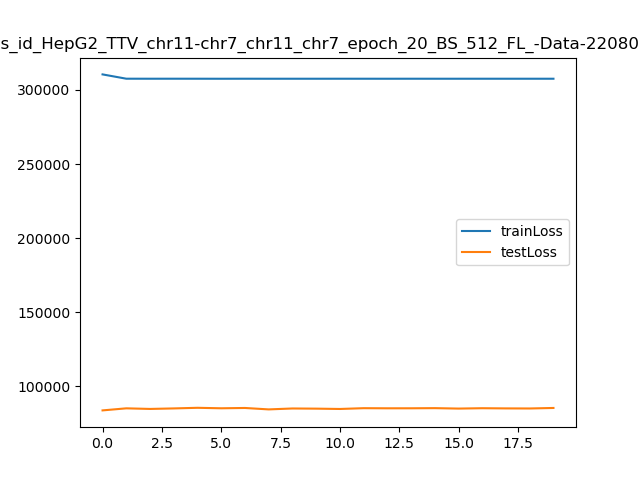 s_id_HepG2_TTV_chr11-chr7_chr11_chr7_epoch_20_BS_512_FL_-Data-22080
300000
250000
200000
150000
100000
trainLoss
testLoss
0.0 2.5 5.0 7.5 10.0 12.5 15.0 17.5